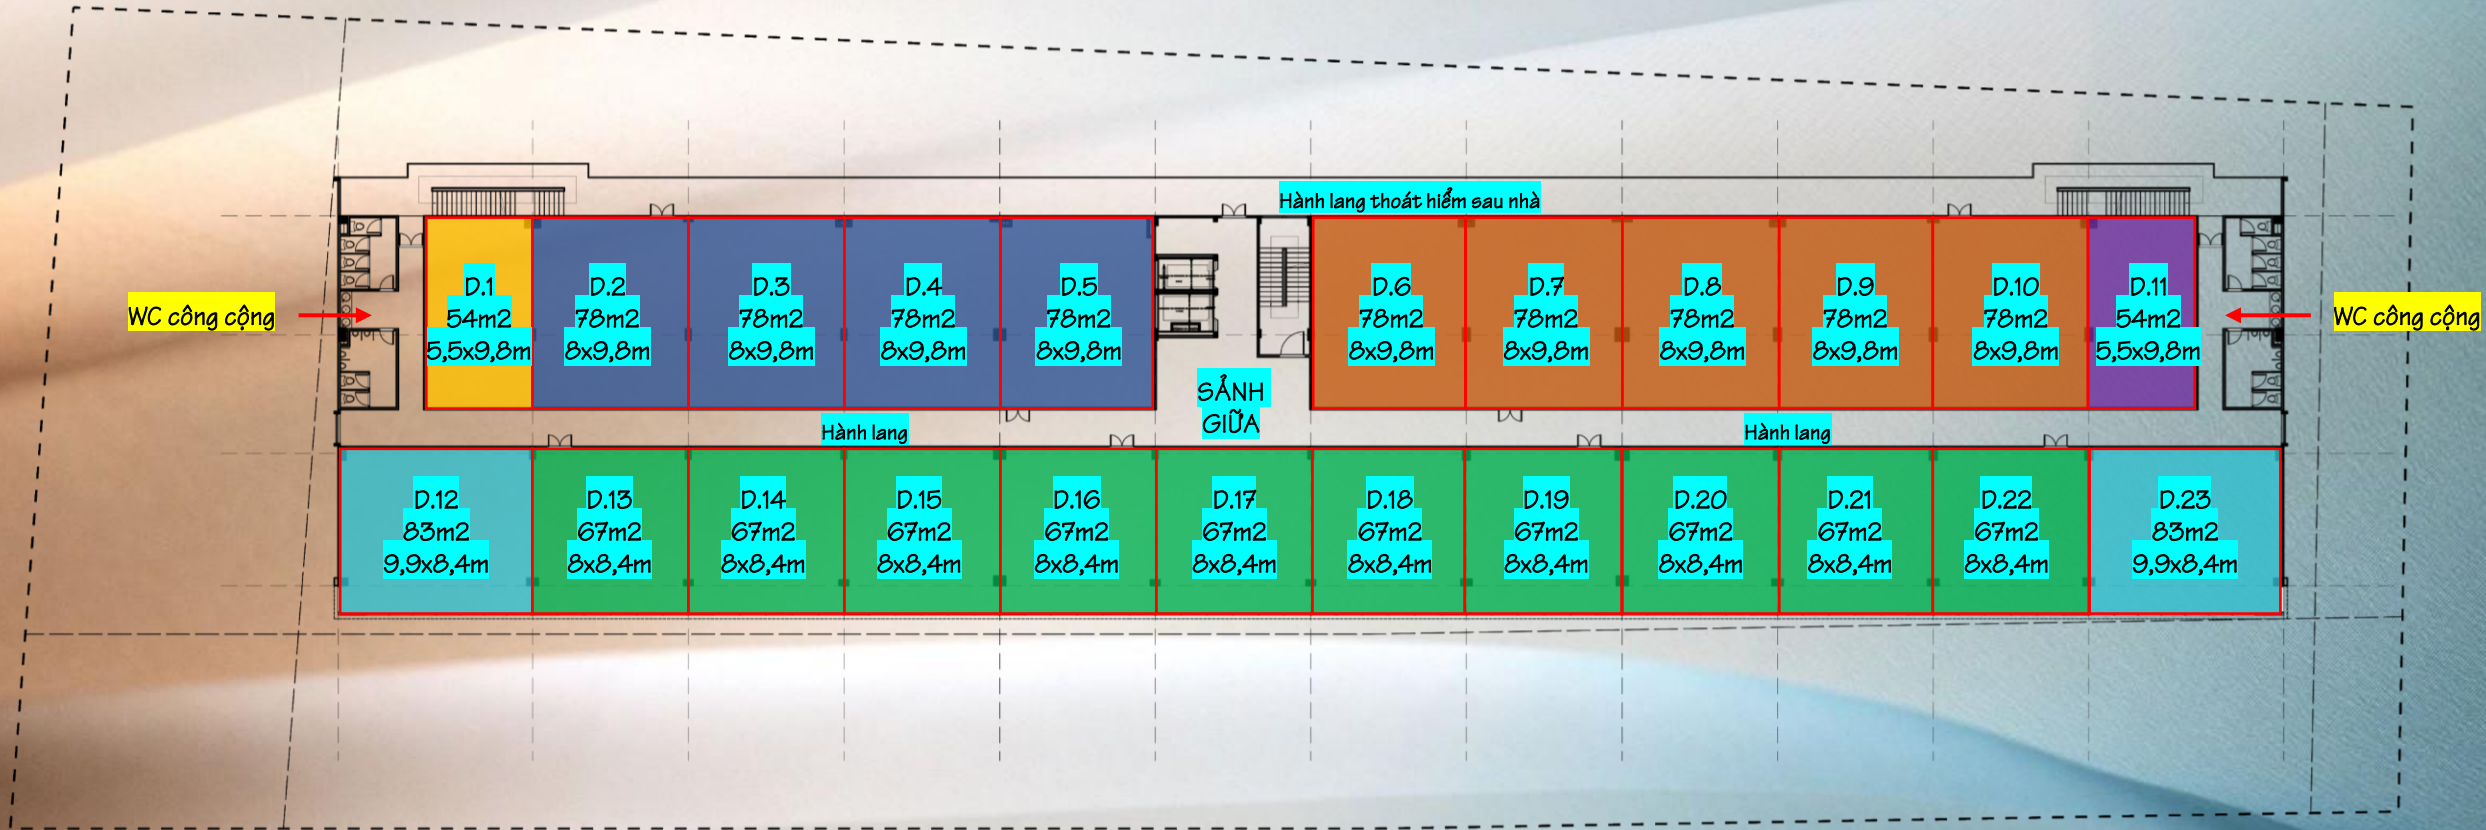 Hành lang thoát hiểm sau nhà
D.1
54m2
5,5x9,8m
D.2
78m2
8x9,8m
D.3
78m2
8x9,8m
D.4
78m2
8x9,8m
D.5
78m2
8x9,8m
D.6
78m2
8x9,8m
D.7
78m2
8x9,8m
D.8
78m2
8x9,8m
D.9
78m2
8x9,8m
D.10
78m2
8x9,8m
D.11
54m2
5,5x9,8m
WC công cộng
WC công cộng
SẢNH
GIỮA
Hành lang
Hành lang
D.12
83m2
9,9x8,4m
D.13
67m2
8x8,4m
D.14
67m2
8x8,4m
D.15
67m2
8x8,4m
D.16
67m2
8x8,4m
D.17
67m2
8x8,4m
D.18
67m2
8x8,4m
D.19
67m2
8x8,4m
D.20
67m2
8x8,4m
D.21
67m2
8x8,4m
D.22
67m2
8x8,4m
D.23
83m2
9,9x8,4m